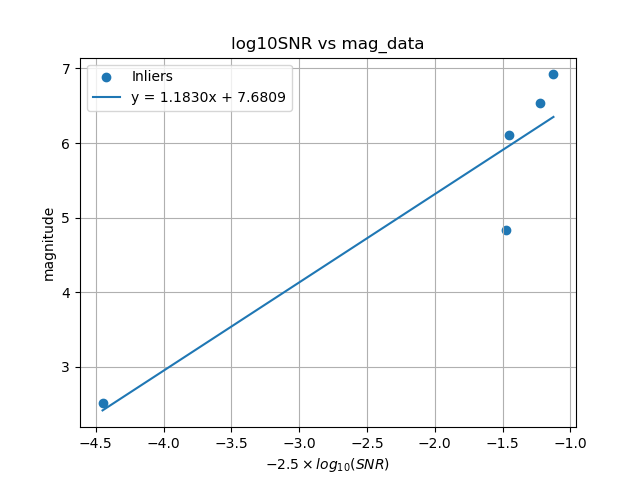 log10SNR vs mag_data
Inliers
y = 1.1830x + 7.6809
7
6
5
4
3
magnitude
−4.5 −4.0 −3.5 −3.0 −2.5 −2.0 −1.5 −1.0
−2.5 × log₁₀(SNR)